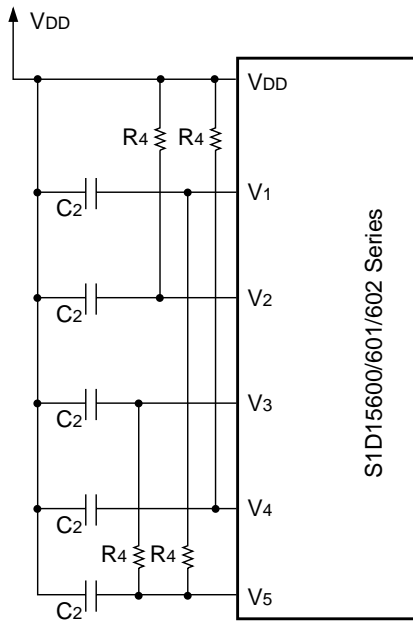 VDD
VDD
R4 R4
V1
C2
V2
C2
V3
C2
V4
C2
R4 R4
V5
C2
S1D15600/601/602 Series